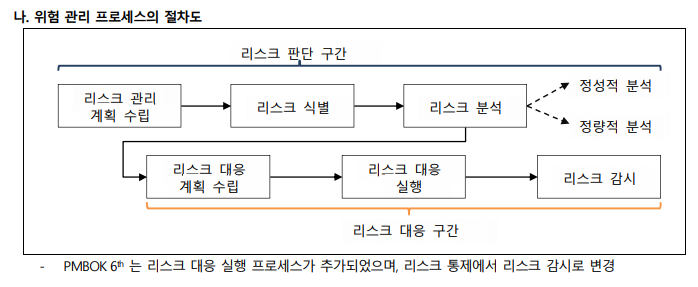 나. 위험 관리 프로세스의 절차도
리스크 판단 구간
리스크 관리
계획 수립
리스크 식별
리스크 분석
정성적 분석
정량적 분석
리스크 대응
계획 수립
리스크 대응
실행
리스크 감시
리스크 대응 구간
- PMBOK 6th 는 리스크 대응 실행 프로세스가 추가되었으며, 리스크 통제에서 리스크 감시로 변경